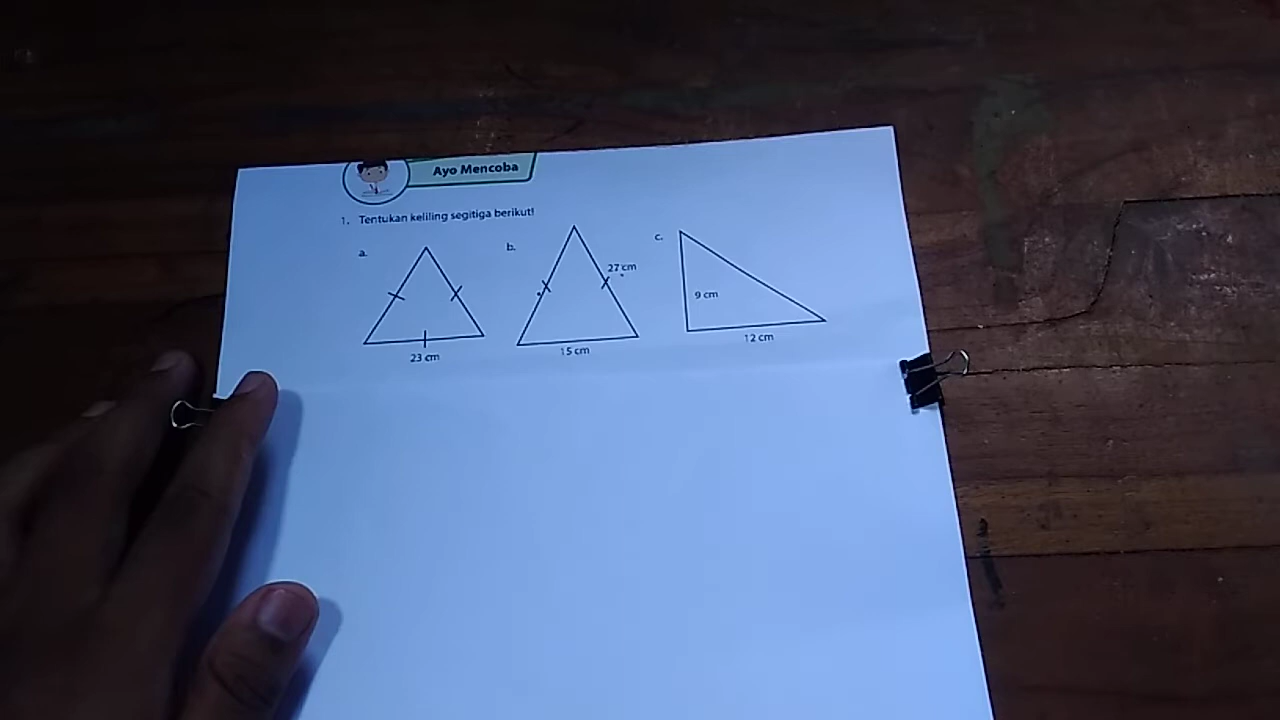 Ayo Mencoba
1. Tentukan keliling segitiga berikut!
a. b. c.
27 cm
9 cm
23 cm 15 cm 12 cm